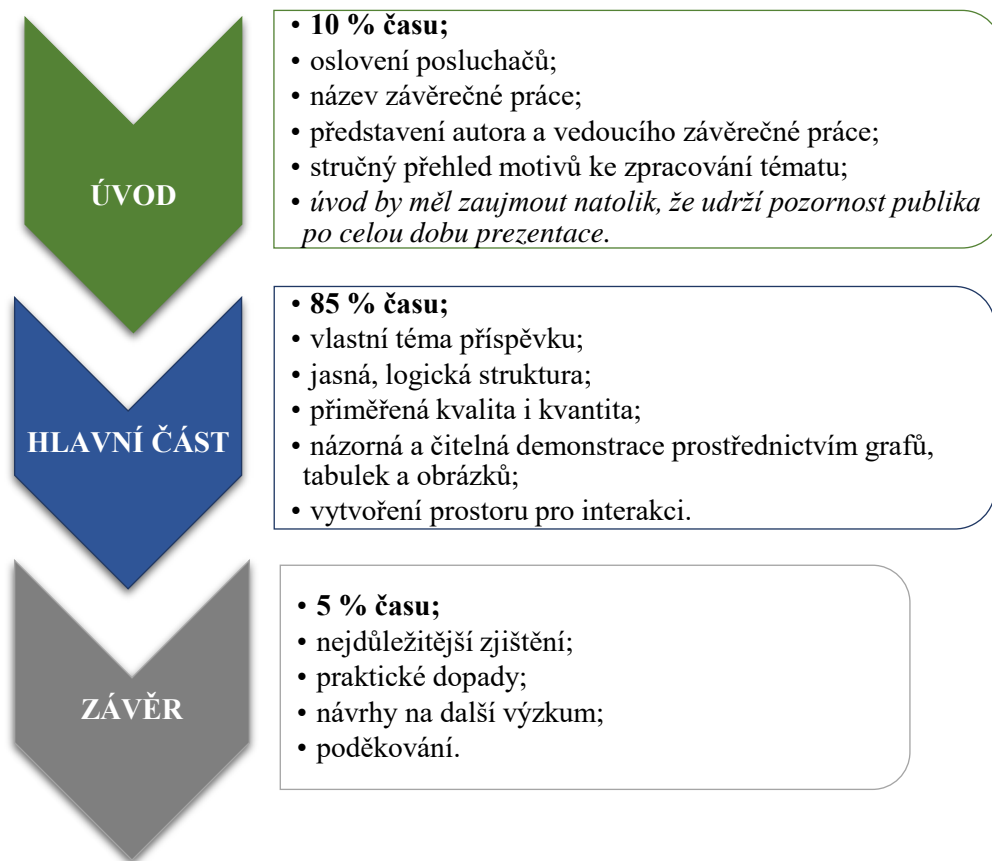 ÚVOD
• 10 % času;
• oslovení posluchačů;
• název závěrečné práce;
• představení autora a vedoucího závěrečné práce;
• stručný přehled motivů ke zpracování tématu;
• úvod by měl zaujmout natolik, že udrží pozornost publika
po celou dobu prezentace.
HLAVNÍ ČÁST
• 85 % času;
• vlastní téma příspěvku;
• jasná, logická struktura;
• přiměřená kvalita i kvantita;
• názorná a čitelná demonstrace prostřednictvím grafů,
tabulek a obrázků;
• vytvoření prostoru pro interakci.
ZÁVĚR
• 5 % času;
• nejdůležitější zjištění;
• praktické dopady;
• návrhy na další výzkum;
• poděkování.